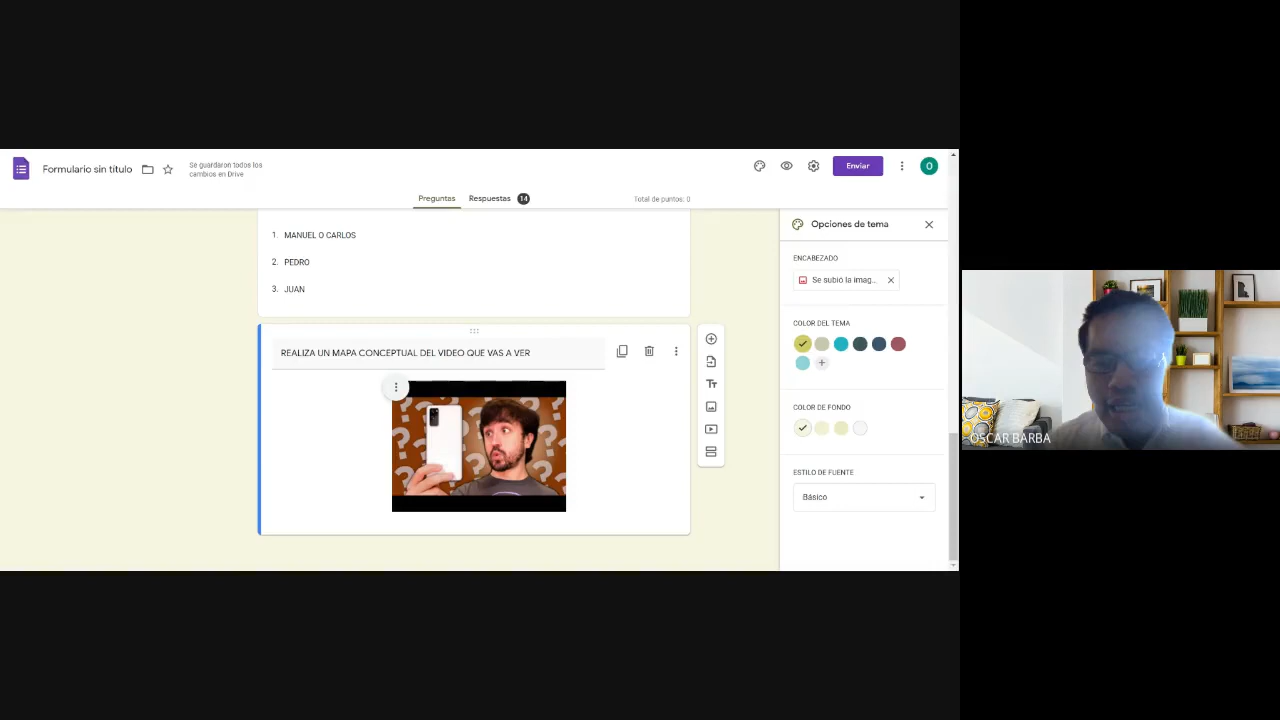 Formulario sin título
Se guardaron todos los
cambios en Drive
Enviar
O
Preguntas
Respuestas 14
Total de puntos: 0
1. MANUEL O CARLOS
2. PEDRO
3. JUAN
REALIZA UN MAPA CONCEPTUAL DEL VIDEO QUE VAS A VER
Tт
Opciones de tema
ENCABEZADO
Se subió la imag...
COLOR DEL TEMA
COLOR DE FONDO
ESTILO DE FUENTE
Básico
OSCAR BARBA